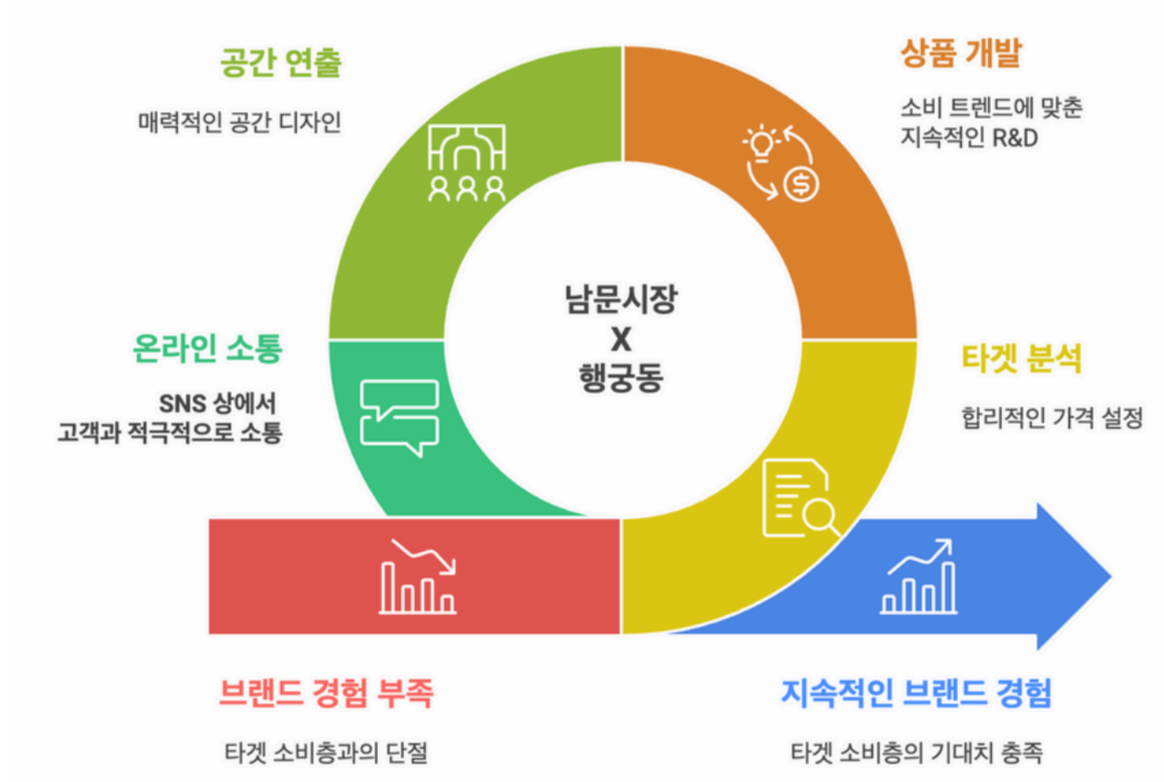 공간 연출
매력적인 공간 디자인
상품 개발
소비 트렌드에 맞춘
지속적인 R&D
남문시장
X
행궁동
온라인 소통
SNS 상에서
고객과 적극적으로 소통
타겟 분석
합리적인 가격 설정
브랜드 경험 부족
타겟 소비층과의 단절
지속적인 브랜드 경험
타겟 소비층의 기대치 충족